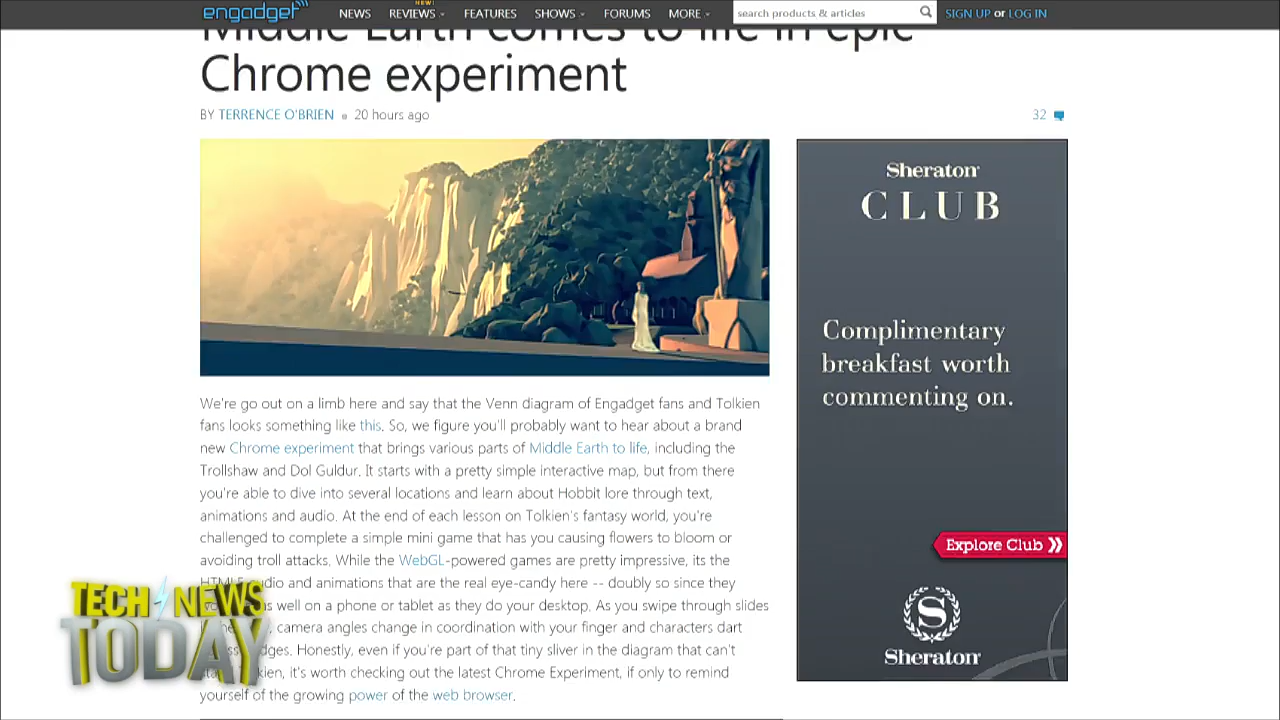 engadget
NEWS
NEW!
REVIEWS
FEATURES
SHOWS
FORUMS
MORE
search products & articles
SIGN UP or LOG IN
Middle Earth comes to life in epic
Chrome experiment
BY TERRENCE O'BRIEN 20 hours ago
32
We're go out on a limb here and say that the Venn diagram of Engadget fans and Tolkien
fans looks something like this. So, we figure you'll probably want to hear about a brand
new Chrome experiment that brings various parts of Middle Earth to life, including the
Trollshaw and Dol Guldur. It starts with a pretty simple interactive map, but from there
you're able to dive into several locations and learn about Hobbit lore through text,
animations and audio. At the end of each lesson on Tolkien's fantasy world, you're
challenged to complete a simple mini game that has you causing flowers to bloom or
avoiding troll attacks. While the WebGL-powered games are pretty impressive, its the
and animations that are the real eye-candy here -- doubly so since they
well on a phone or tablet as they do your desktop. As you swipe through slides
camera angles change in coordination with your finger and characters dart
Honestly, even if you're part of that tiny sliver in the diagram that can't
it's worth checking out the latest Chrome Experiment, if only to remind
yourself of the growing power of the web browser.
TECH NEWS
TODAY
Sheraton
CLUB
Complimentary
breakfast worth
commenting on.
Explore Club
S
Sheraton